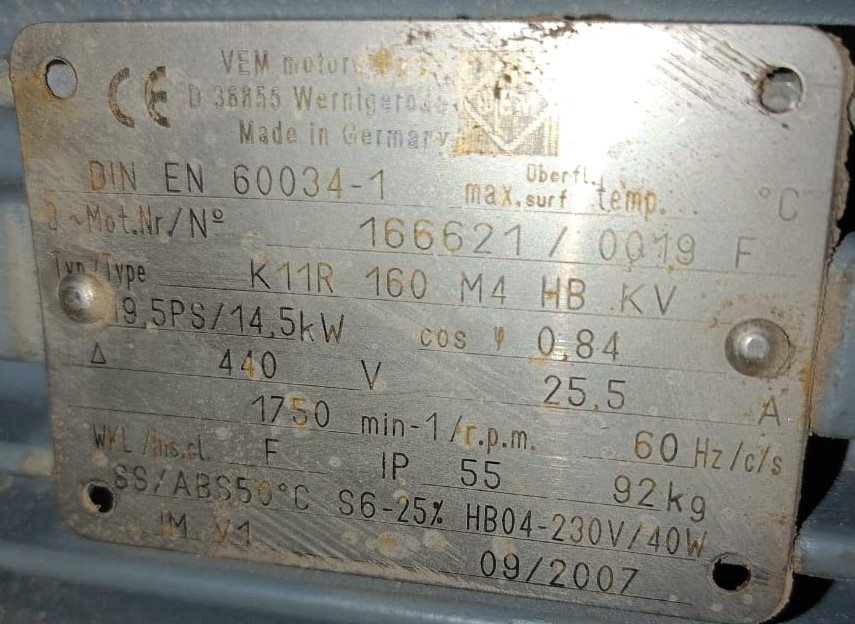 CE
VEM motors
D 38855 Wernigerode
Made in Germany
VEM
DIN EN 60034-1 Oberfl. max. surf temp. °C
3 ~Mot.Nr/Nº 166621 / 0019 F
Typ/Type K11R 160 M4 HB KV
19,5PS/14,5kW cos φ 0,84
Δ 440 V 25,5 A
1750 min-1/r.p.m. 60 Hz/c/s
WKL/ins.cl. F IP 55 92kg
SS/ABS50°C S6-25% HB04-230V/40W
IM V1
09/2007